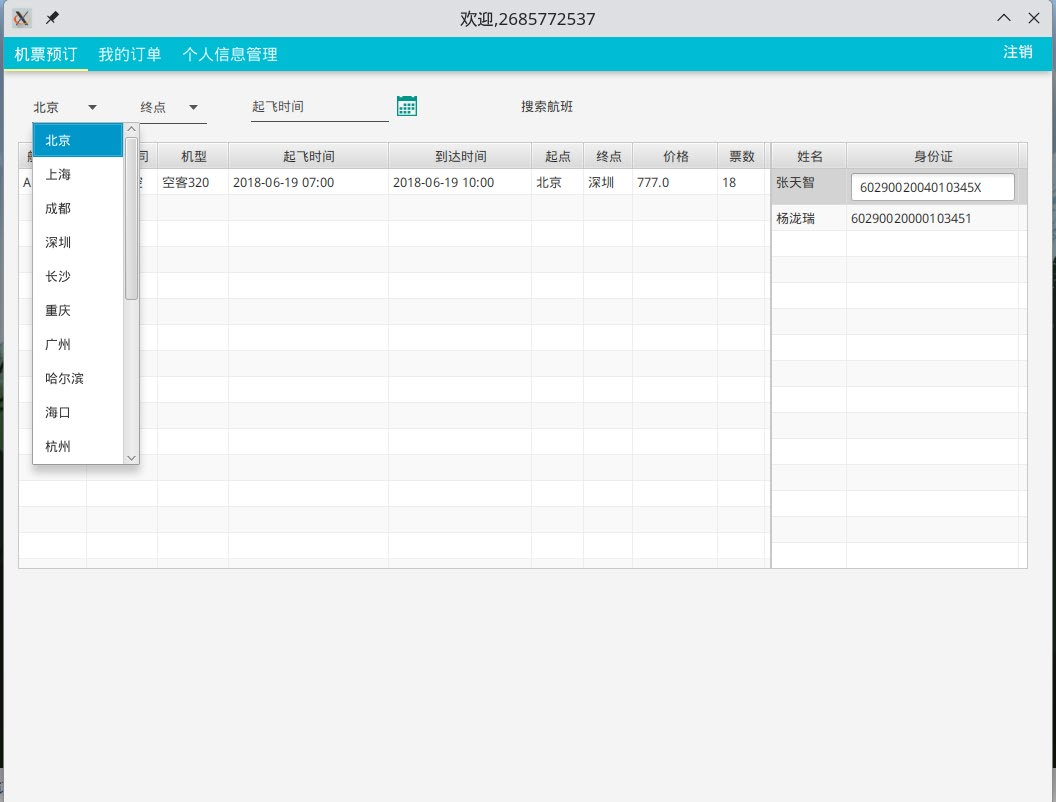 欢迎,2685772537
机票预订 我的订单 个人信息管理 注销
北京 终点 起飞时间 搜索航班
司 机型 起飞时间 到达时间 起点 终点 价格 票数 姓名 身份证
A 空客320 2018-06-19 07:00 2018-06-19 10:00 北京 深圳 777.0 18 张天智 6029002004010345X
杨泷瑞 60290020000103451
北京
上海
成都
深圳
长沙
重庆
广州
哈尔滨
海口
杭州